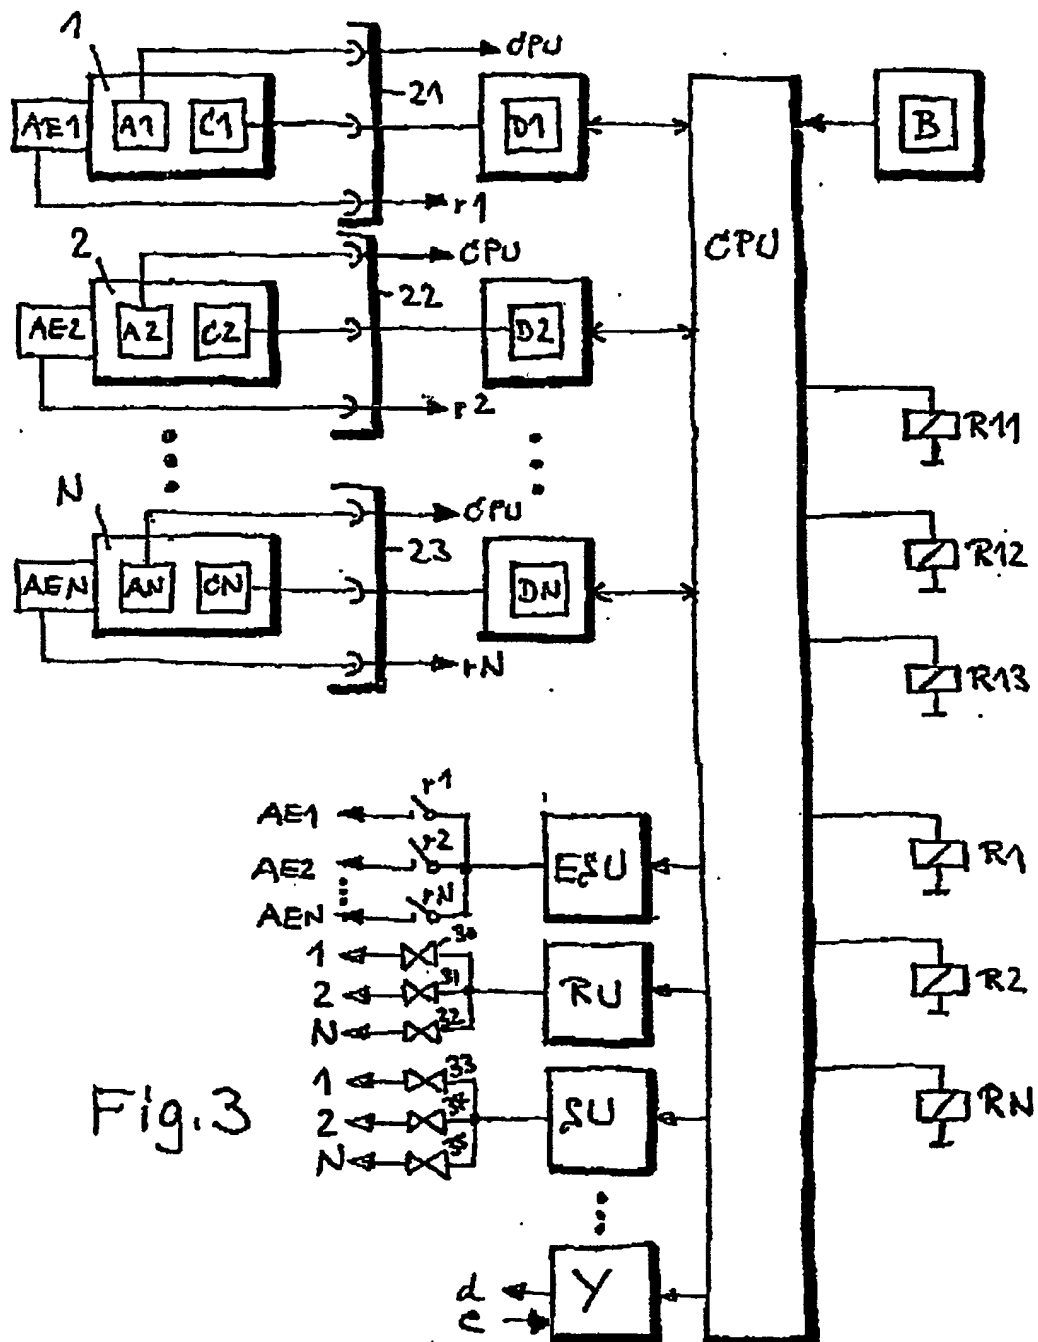 1
CPU
21
AE1 A1 C1 D1 B
r1
2
CPU
CPU
22
AE2 A2 C2 D2
r2
R11
N
CPU
23
R12
AEN AN CN DN
rN
R13
r1
AE1
r2
AE2 ESU R1
rN
AEN
30
1
31
2 RU R2
22
N
33
1
34
2 SU RN
35
N
Fig.3
d Y
e